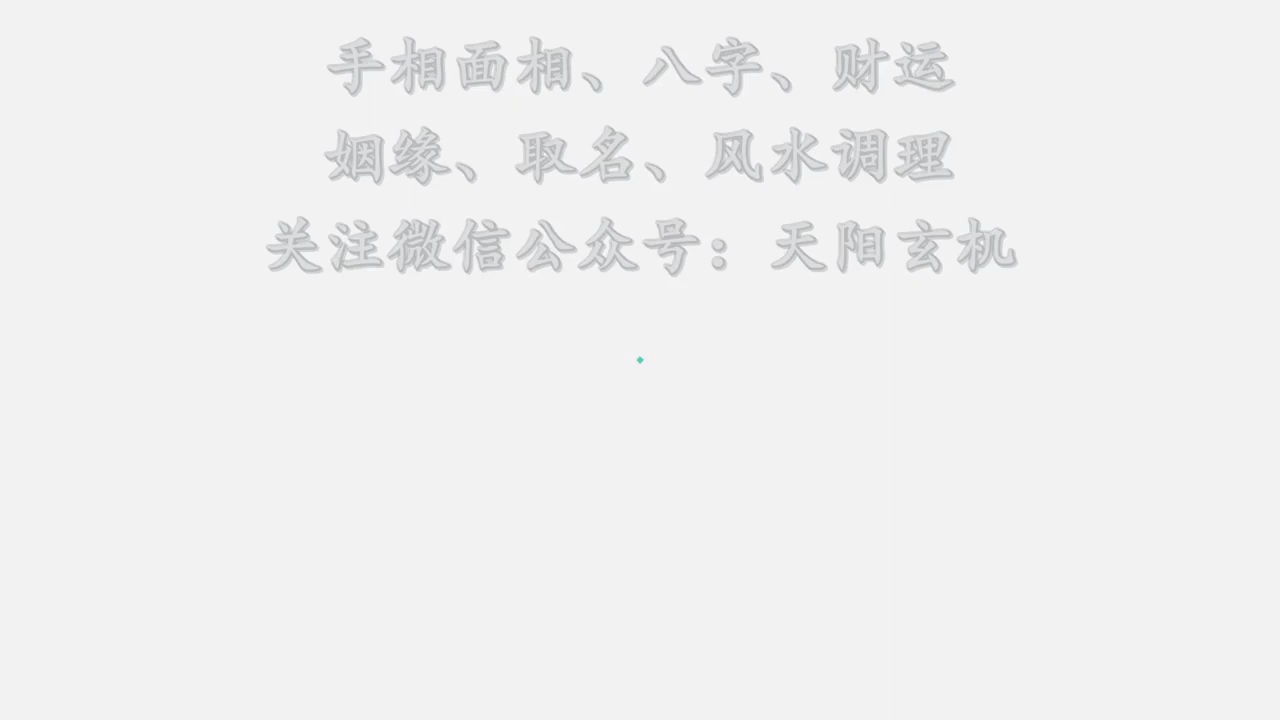 手相面相、八字、财运
姻缘、取名、风水调理
关注微信公众号：天阳玄机